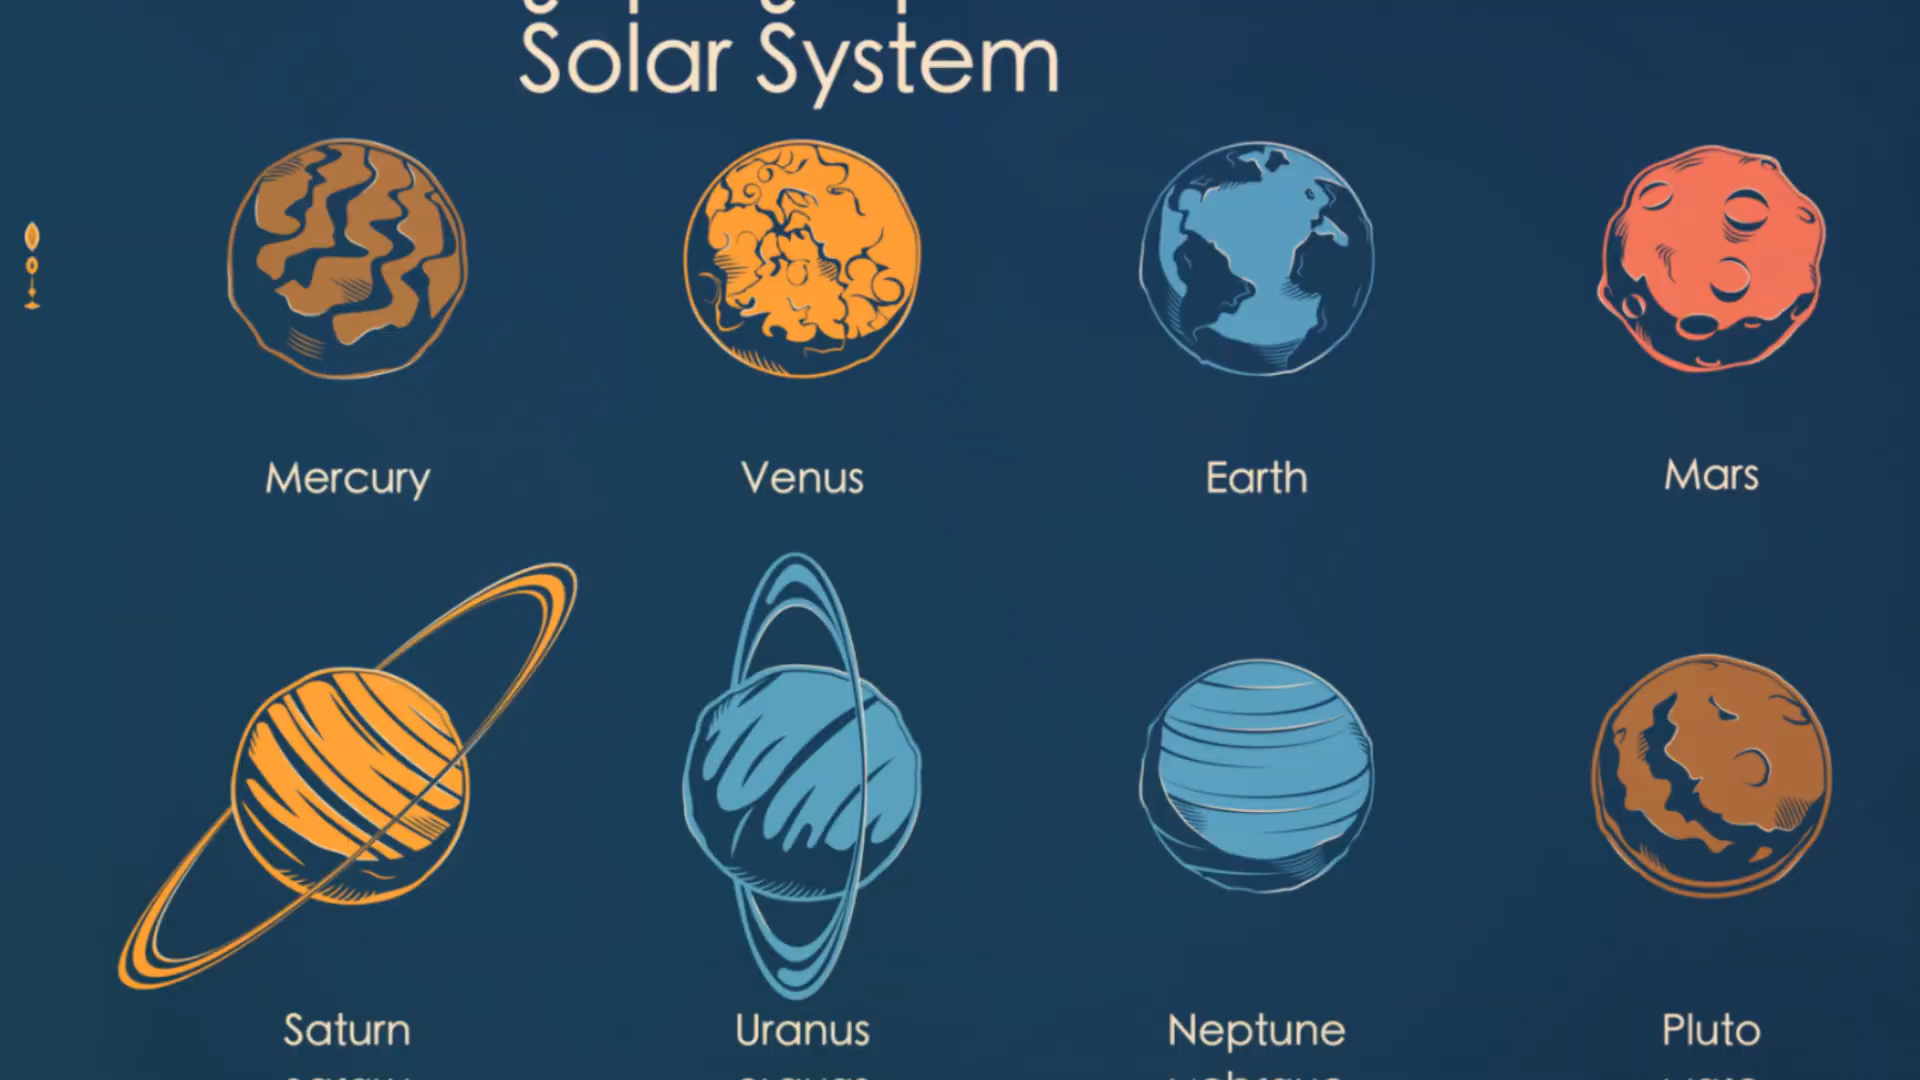 Solar System
Mercury
Venus
Earth
Mars
Saturn
Uranus
Neptune
Pluto